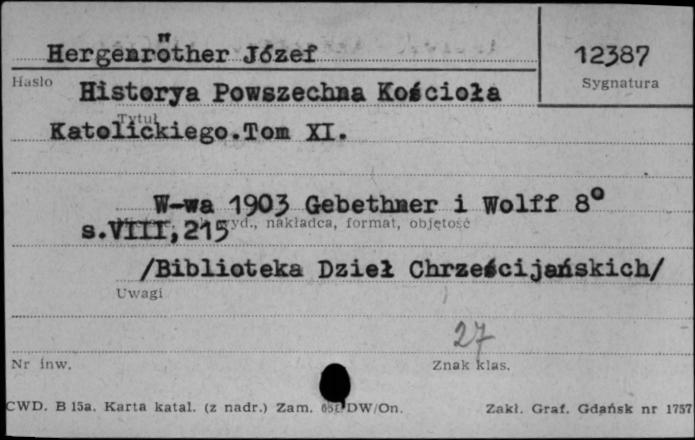 Hergenröther Józef
12387
Hasło
Sygnatura
Historya Powszechna Kościoła
Tytuł
Katolickiego.Tom XI.
W-wa 1903 Gebethner i Wolff 8°
wyd., nakładca, format, objętość
s.VIII,215
/Biblioteka Dzieł Chrześcijańskich/
Uwagi
27
Nr inw.
Znak klas.
CWD. B 15a. Karta katal. (z nadr.) Zam. DW/On.
Zakł. Graf. Gdańsk nr 1757